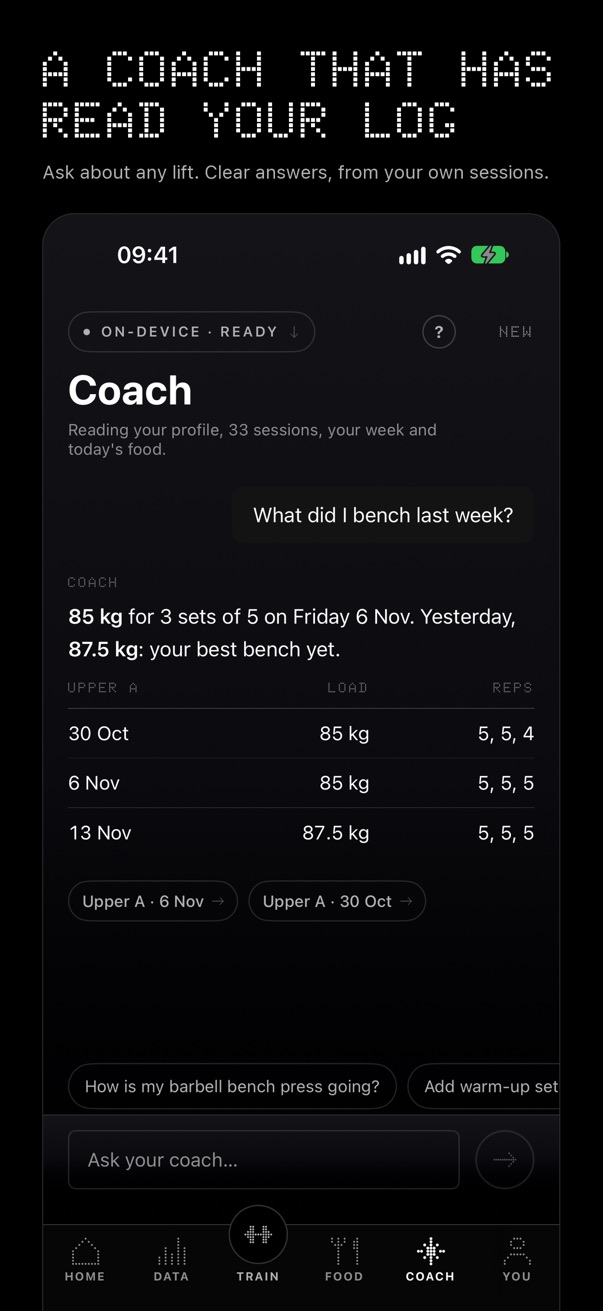 A COACH THAT HAS
READ YOUR LOG
Ask about any lift. Clear answers, from your own sessions.
09:41
ON-DEVICE · READY ↓
?
NEW
Coach
Reading your profile, 33 sessions, your week and
today's food.
What did I bench last week?
COACH
85 kg for 3 sets of 5 on Friday 6 Nov. Yesterday,
87.5 kg: your best bench yet.
UPPER A LOAD REPS
30 Oct 85 kg 5, 5, 4
6 Nov 85 kg 5, 5, 5
13 Nov 87.5 kg 5, 5, 5
Upper A · 6 Nov → Upper A · 30 Oct →
How is my barbell bench press going? Add warm-up set
Ask your coach...
HOME DATA TRAIN FOOD COACH YOU